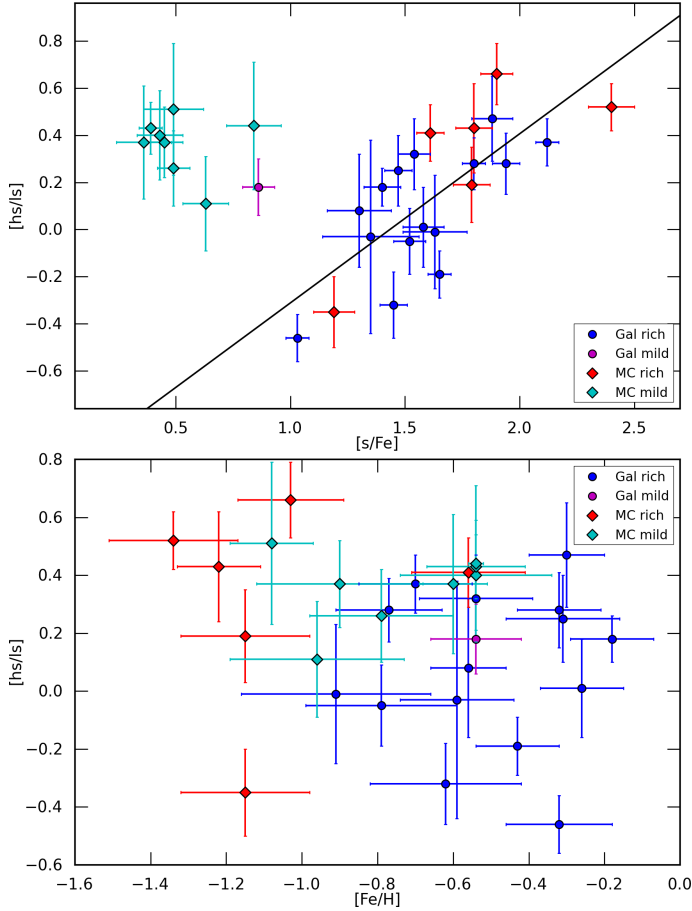 0.8
0.6
0.4
0.2
0.0
−0.2
−0.4
−0.6
[hs/ls]
0.5 1.0 1.5 2.0 2.5
[s/Fe]
Gal rich
Gal mild
MC rich
MC mild
0.8
0.6
0.4
0.2
0.0
−0.2
−0.4
−0.6
[hs/ls]
−1.6 −1.4 −1.2 −1.0 −0.8 −0.6 −0.4 −0.2 0.0
[Fe/H]
Gal rich
Gal mild
MC rich
MC mild